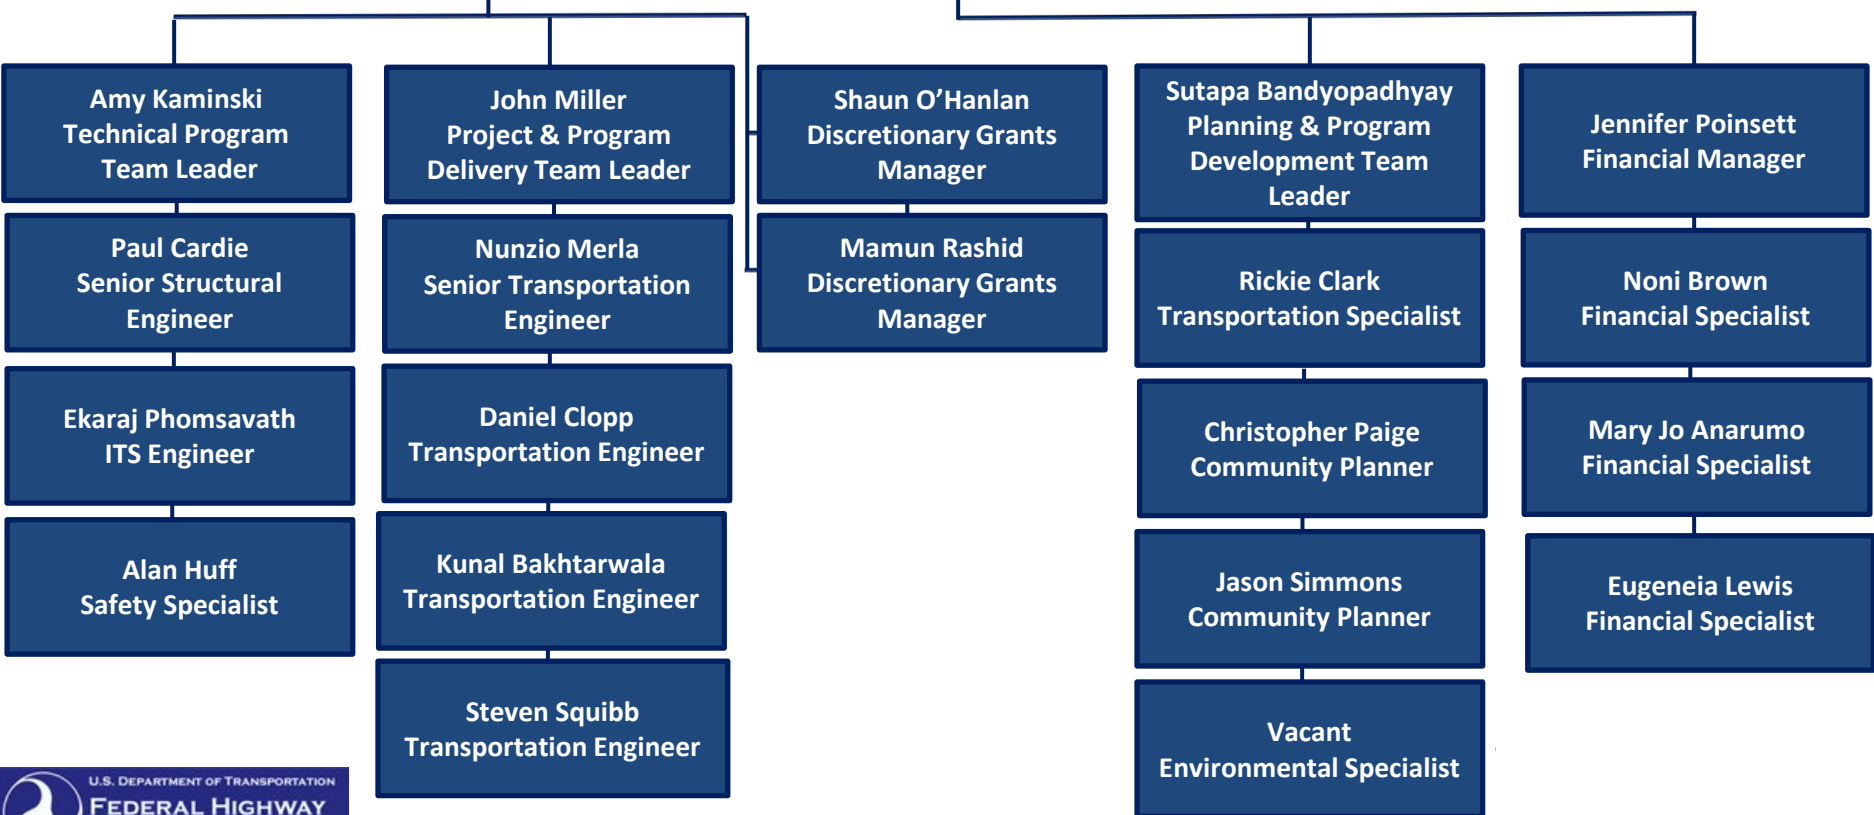 Amy Kaminski
Technical Program
Team Leader
Paul Cardie
Senior Structural
Engineer
Ekaraj Phomsavath
ITS Engineer
Alan Huff
Safety Specialist
John Miller
Project & Program
Delivery Team Leader
Nunzio Merla
Senior Transportation
Engineer
Daniel Clopp
Transportation Engineer
Kunal Bakhtarwala
Transportation Engineer
Steven Squibb
Transportation Engineer
Shaun O’Hanlan
Discretionary Grants
Manager
Mamun Rashid
Discretionary Grants
Manager
Sutapa Bandyopadhyay
Planning & Program
Development Team
Leader
Rickie Clark
Transportation Specialist
Christopher Paige
Community Planner
Jason Simmons
Community Planner
Vacant
Environmental Specialist
Jennifer Poinsett
Financial Manager
Noni Brown
Financial Specialist
Mary Jo Anarumo
Financial Specialist
Eugeneia Lewis
Financial Specialist
U.S. DEPARTMENT OF TRANSPORTATION
FEDERAL HIGHWAY